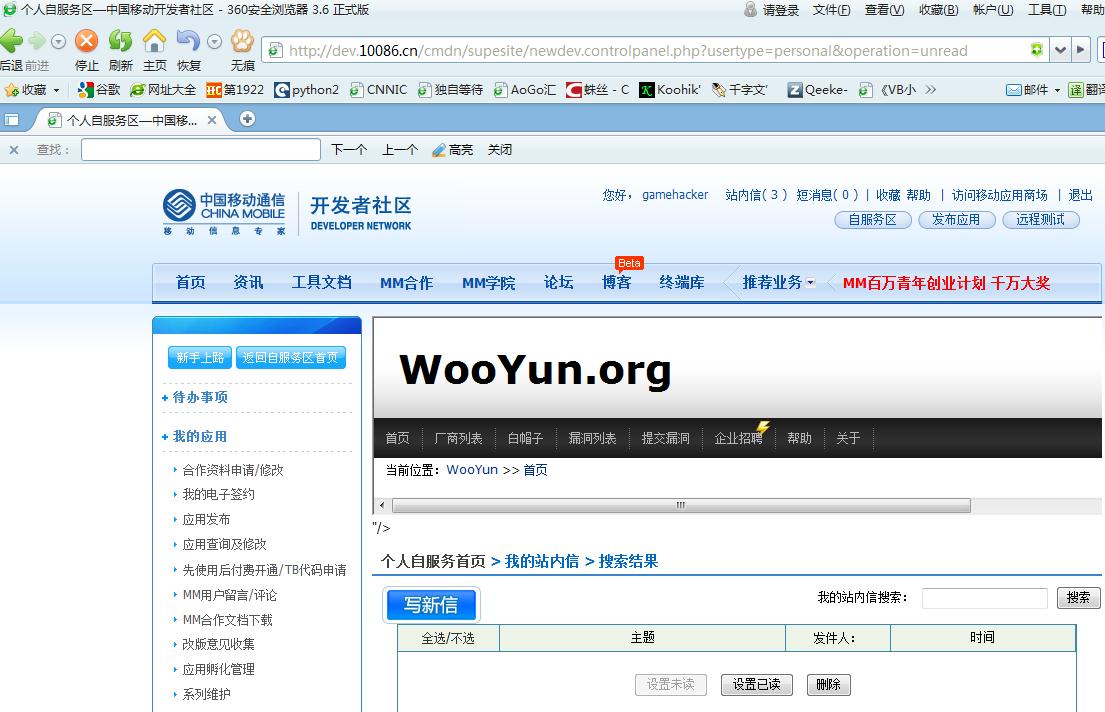 个人自服务区—中国移动开发者社区 - 360安全浏览器 3.6 正式版
请登录 文件(F) 查看(V) 收藏(B) 帐户(U) 工具(T) 帮助
http://dev.10086.cn/cmdn/supesite/newdev.controlpanel.php?usertype=personal&operation=unread
后退 前进 停止 刷新 主页 恢复 无痕
收藏 谷歌 网址大全 第1922 python2 CNNIC 独自等待 AoGo汇 蛛丝 - C Koohik' 千字文' Qeeke- 《VB小 >> 邮件 翻译
个人自服务区—中国移...
查找： 下一个 上一个 高亮 关闭
您好， gamehacker 站内信( 3 ) 短消息( 0 ) | 收藏 帮助 | 访问移动应用商场 | 退出
中国移动通信
CHINA MOBILE
移 动 信 息 专 家
开发者社区
DEVELOPER NETWORK
自服务区 发布应用 远程测试
Beta
首页 资讯 工具文档 MM合作 MM学院 论坛 博客 终端库 推荐业务 MM百万青年创业计划 千万大奖
新手上路 返回自服务区首页
待办事项
我的应用
合作资料申请/修改
我的电子签约
应用发布
应用查询及修改
先使用后付费开通/TB代码申请
MM用户留言/评论
MM合作文档下载
改版意见收集
应用孵化管理
系列维护
WooYun.org
首页 厂商列表 白帽子 漏洞列表 提交漏洞 企业招聘 帮助 关于
当前位置：WooYun >> 首页
"/>
个人自服务首页 > 我的站内信 > 搜索结果
写新信 我的站内信搜索： 搜索
全选/不选 主题 发件人： 时间
设置未读 设置已读 删除